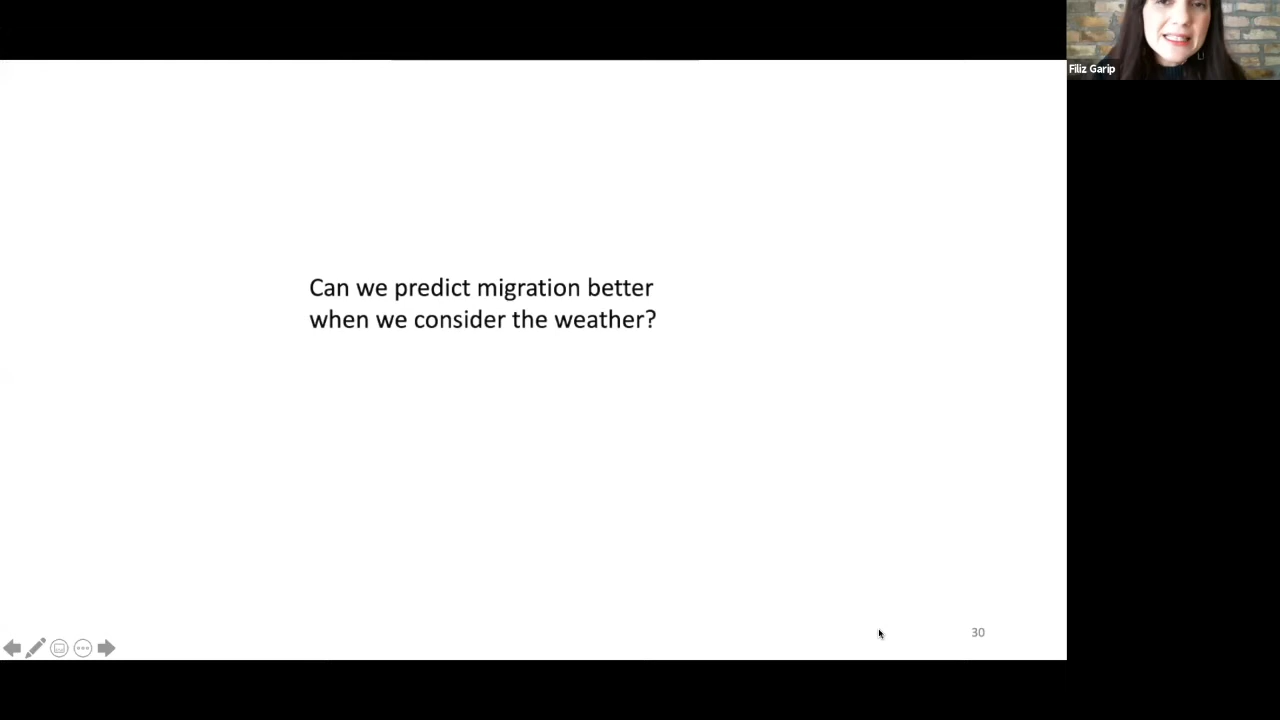 Filiz Garip
Can we predict migration better
when we consider the weather?
30